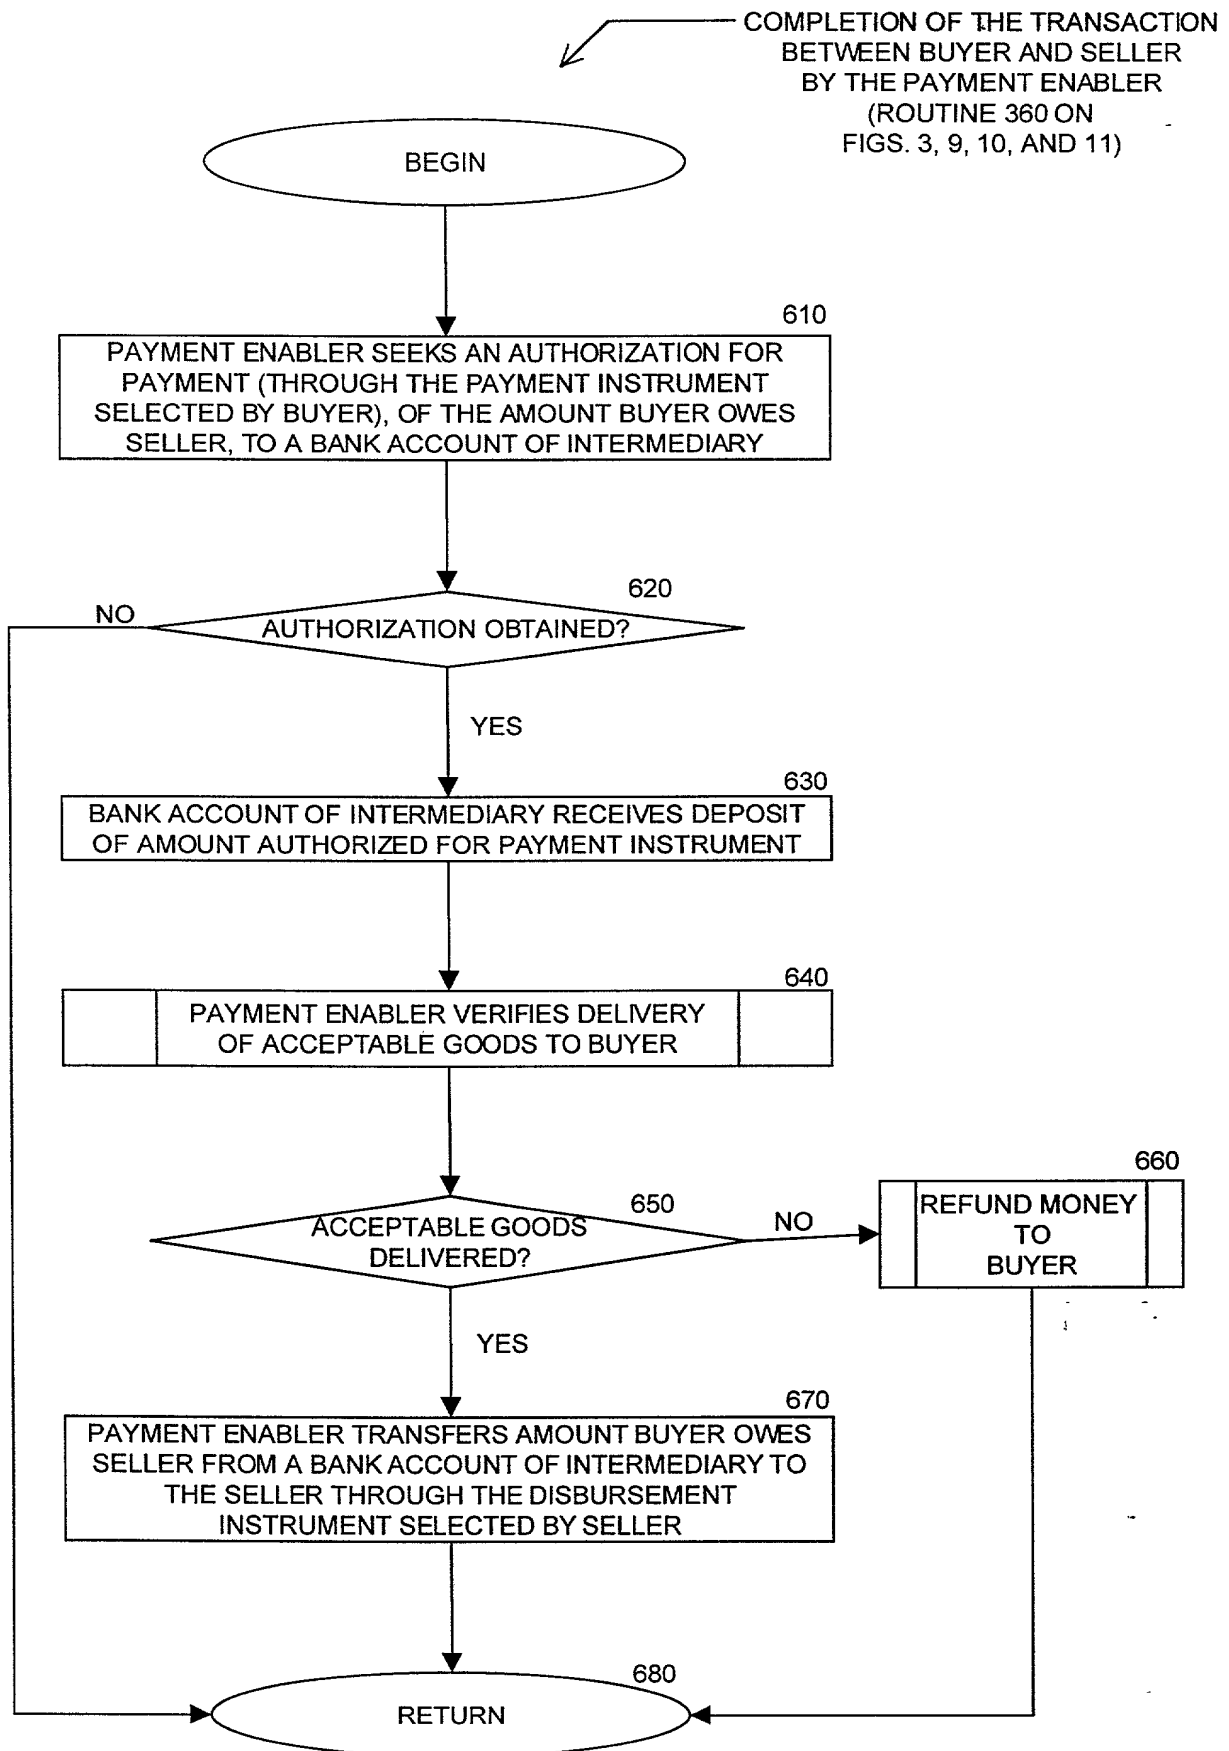 COMPLETION OF THE TRANSACTION
BETWEEN BUYER AND SELLER
BY THE PAYMENT ENABLER
(ROUTINE 360 ON
FIGS. 3, 9, 10, AND 11)
BEGIN
610
PAYMENT ENABLER SEEKS AN AUTHORIZATION FOR
PAYMENT (THROUGH THE PAYMENT INSTRUMENT
SELECTED BY BUYER), OF THE AMOUNT BUYER OWES
SELLER, TO A BANK ACCOUNT OF INTERMEDIARY
620
NO
AUTHORIZATION OBTAINED?
YES
630
BANK ACCOUNT OF INTERMEDIARY RECEIVES DEPOSIT
OF AMOUNT AUTHORIZED FOR PAYMENT INSTRUMENT
640
PAYMENT ENABLER VERIFIES DELIVERY
OF ACCEPTABLE GOODS TO BUYER
650
ACCEPTABLE GOODS
DELIVERED?
NO
660
REFUND MONEY
TO
BUYER
YES
670
PAYMENT ENABLER TRANSFERS AMOUNT BUYER OWES
SELLER FROM A BANK ACCOUNT OF INTERMEDIARY TO
THE SELLER THROUGH THE DISBURSEMENT
INSTRUMENT SELECTED BY SELLER
680
RETURN